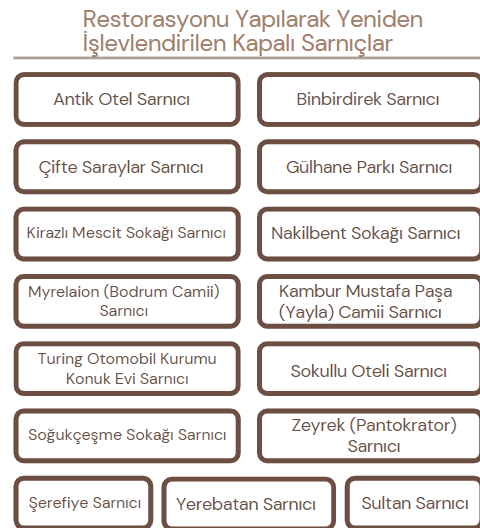 Restorasyonu Yapılarak Yeniden
İşlevlendirilen Kapalı Sarnıçlar
Antik Otel Sarnıcı
Binbirdirek Sarnıcı
Çifte Saraylar Sarnıcı
Gülhane Parkı Sarnıcı
Kirazlı Mescit Sokağı Sarnıcı
Nakilbent Sokağı Sarnıcı
Myrelaion (Bodrum Camii)
Sarnıcı
Kambur Mustafa Paşa
(Yayla) Camii Sarnıcı
Turing Otomobil Kurumu
Konuk Evi Sarnıcı
Sokullu Oteli Sarnıcı
Soğukçeşme Sokağı Sarnıcı
Zeyrek (Pantokrator)
Sarnıcı
Şerefiye Sarnıcı
Yerebatan Sarnıcı
Sultan Sarnıcı